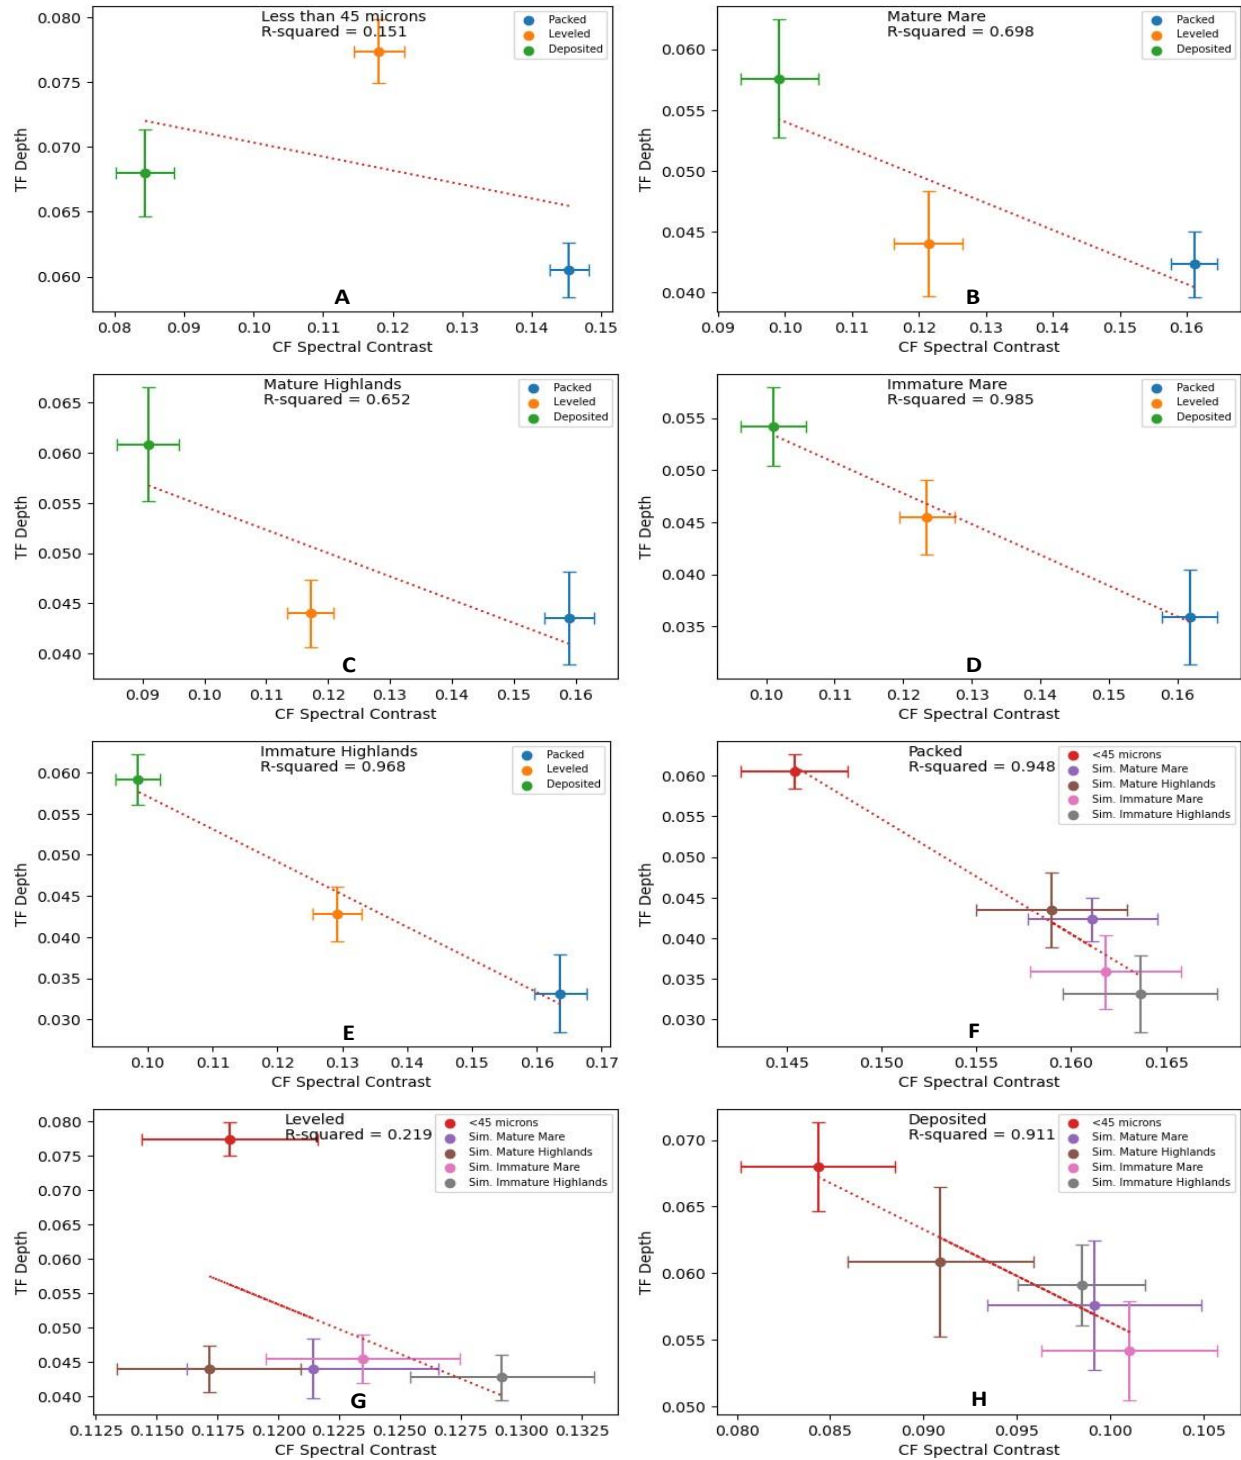 Less than 45 microns
R-squared = 0.151
Packed
Leveled
Deposited
0.080
0.075
0.070
0.065
0.060
TF Depth
A
0.08 0.09 0.10 0.11 0.12 0.13 0.14 0.15
CF Spectral Contrast
Mature Mare
R-squared = 0.698
Packed
Leveled
Deposited
0.060
0.055
0.050
0.045
0.040
TF Depth
B
0.09 0.10 0.11 0.12 0.13 0.14 0.15 0.16
CF Spectral Contrast
Mature Highlands
R-squared = 0.652
Packed
Leveled
Deposited
0.065
0.060
0.055
0.050
0.045
0.040
TF Depth
C
0.09 0.10 0.11 0.12 0.13 0.14 0.15 0.16
CF Spectral Contrast
Immature Mare
R-squared = 0.985
Packed
Leveled
Deposited
0.055
0.050
0.045
0.040
0.035
TF Depth
D
0.10 0.11 0.12 0.13 0.14 0.15 0.16
CF Spectral Contrast
Immature Highlands
R-squared = 0.968
Packed
Leveled
Deposited
0.060
0.055
0.050
0.045
0.040
0.035
0.030
TF Depth
E
0.10 0.11 0.12 0.13 0.14 0.15 0.16 0.17
CF Spectral Contrast
Packed
R-squared = 0.948
<45 microns
Sim. Mature Mare
Sim. Mature Highlands
Sim. Immature Mare
Sim. Immature Highlands
0.060
0.055
0.050
0.045
0.040
0.035
0.030
TF Depth
F
0.145 0.150 0.155 0.160 0.165
CF Spectral Contrast
Leveled
R-squared = 0.219
<45 microns
Sim. Mature Mare
Sim. Mature Highlands
Sim. Immature Mare
Sim. Immature Highlands
0.080
0.075
0.070
0.065
0.060
0.055
0.050
0.045
0.040
TF Depth
G
0.1125 0.1150 0.1175 0.1200 0.1225 0.1250 0.1275 0.1300 0.1325
CF Spectral Contrast
Deposited
R-squared = 0.911
<45 microns
Sim. Mature Mare
Sim. Mature Highlands
Sim. Immature Mare
Sim. Immature Highlands
0.070
0.065
0.060
0.055
0.050
TF Depth
H
0.080 0.085 0.090 0.095 0.100 0.105
CF Spectral Contrast